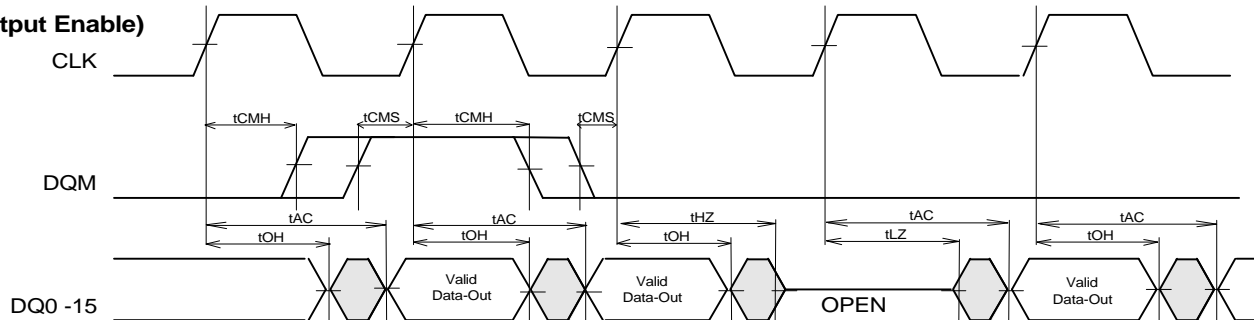 tput Enable)
CLK
tCMH tCMS tCMH tCMS
DQM
tAC tAC tHZ tAC tAC
tOH tOH tOH tLZ tOH
Valid Data-Out
Valid Data-Out
Valid Data-Out
DQ0 -15
OPEN